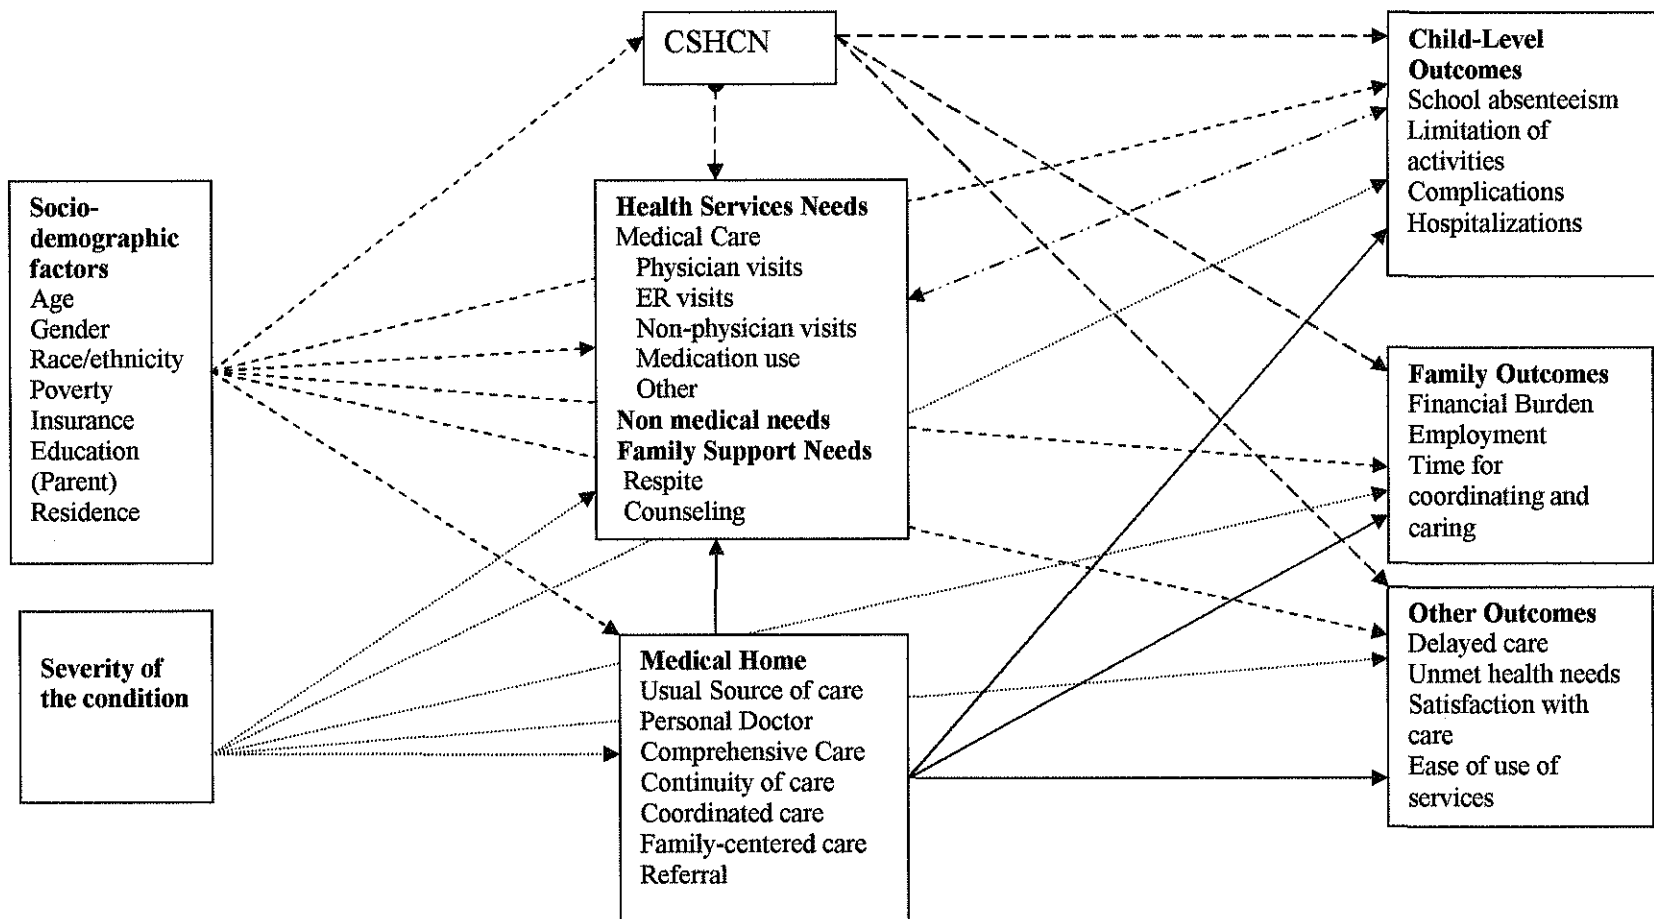 CSHCN
Socio-
demographic
factors
Age
Gender
Race/ethnicity
Poverty
Insurance
Education
(Parent)
Residence
Severity of
the condition
Health Services Needs
Medical Care
Physician visits
ER visits
Non-physician visits
Medication use
Other
Non medical needs
Family Support Needs
Respite
Counseling
Medical Home
Usual Source of care
Personal Doctor
Comprehensive Care
Continuity of care
Coordinated care
Family-centered care
Referral
Child-Level
Outcomes
School absenteeism
Limitation of
activities
Complications
Hospitalizations
Family Outcomes
Financial Burden
Employment
Time for
coordinating and
caring
Other Outcomes
Delayed care
Unmet health needs
Satisfaction with
care
Ease of use of
services